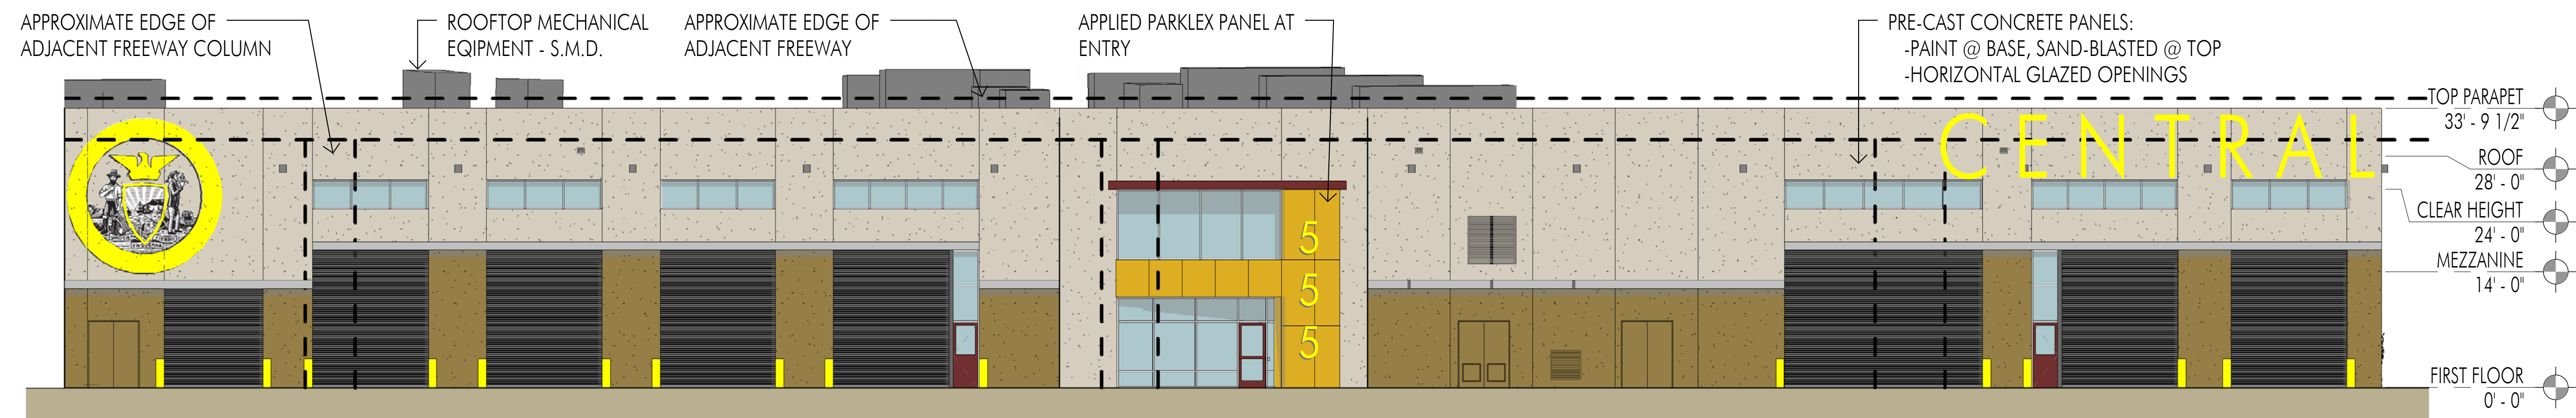 APPROXIMATE EDGE OF
ADJACENT FREEWAY COLUMN
ROOFTOP MECHANICAL
EQIPMENT - S.M.D.
APPROXIMATE EDGE OF
ADJACENT FREEWAY
APPLIED PARKLEX PANEL AT
ENTRY
PRE-CAST CONCRETE PANELS:
-PAINT @ BASE, SAND-BLASTED @ TOP
-HORIZONTAL GLAZED OPENINGS
TOP PARAPET
33' - 9 1/2"
CENTRAL
ROOF
28' - 0"
CLEAR HEIGHT
24' - 0"
MEZZANINE
14' - 0"
5
5
5
FIRST FLOOR
0' - 0"